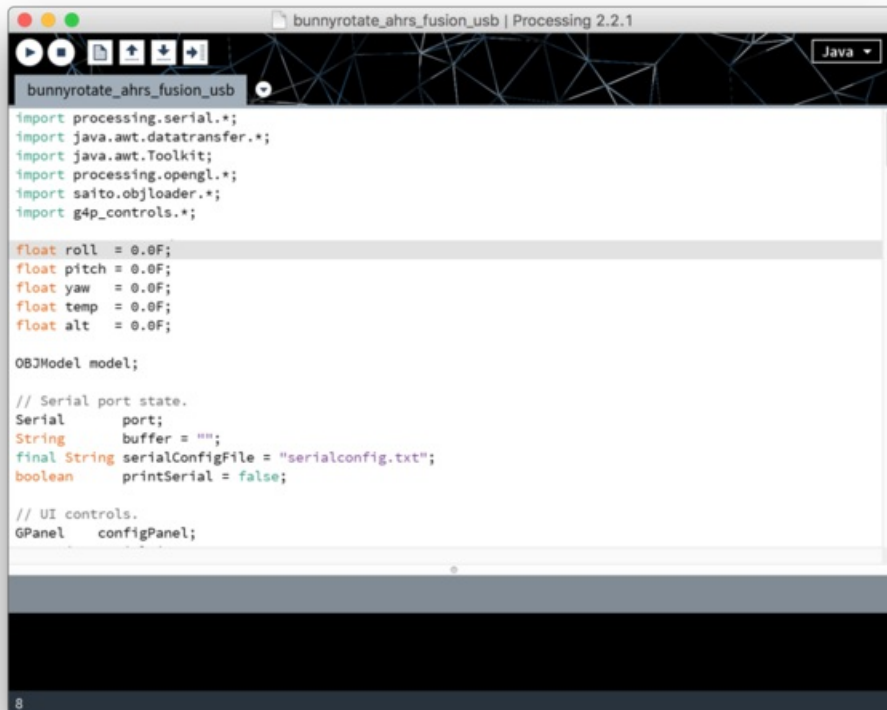 bunnyrotate_ahrs_fusion_usb | Processing 2.2.1
Java
bunnyrotate_ahrs_fusion_usb
import processing.serial.*;
import java.awt.datatransfer.*;
import java.awt.Toolkit;
import processing.opengl.*;
import saito.objloader.*;
import g4p_controls.*;
float roll  = 0.0F;
float pitch = 0.0F;
float yaw   = 0.0F;
float temp  = 0.0F;
float alt   = 0.0F;
OBJModel model;
// Serial port state.
Serial       port;
String       buffer = "";
final String serialConfigFile = "serialconfig.txt";
boolean      printSerial = false;
// UI controls.
GPanel    configPanel;
8